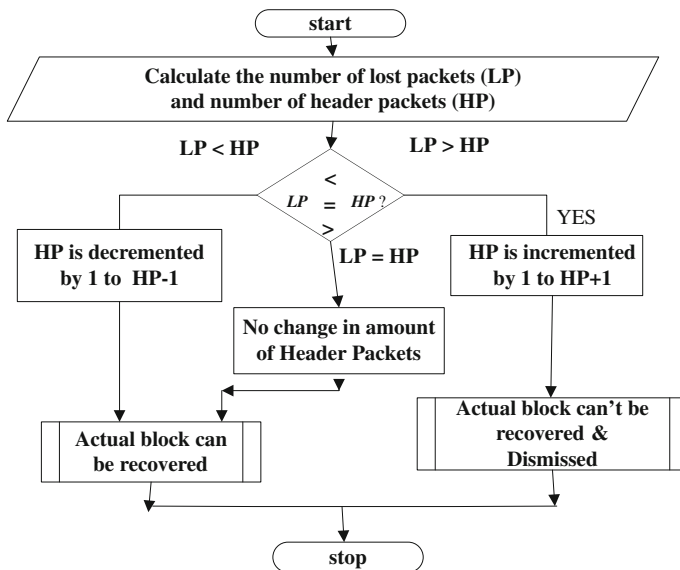 start
Calculate the number of lost packets (LP)
and number of header packets (HP)
LP < HP
LP > HP
<
LP = HP ?
>
YES
LP = HP
HP is decremented
by 1 to HP-1
HP is incremented
by 1 to HP+1
No change in amount
of Header Packets
Actual block can
be recovered
Actual block can't be
recovered &
Dismissed
stop